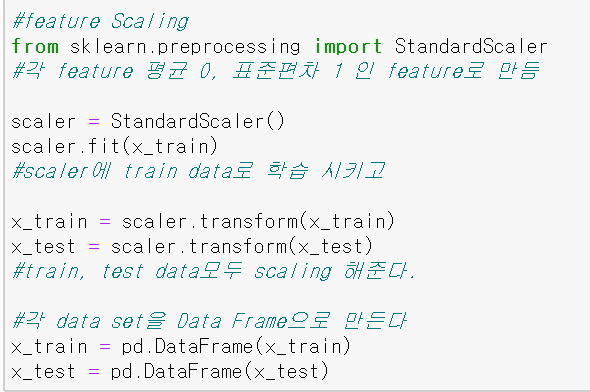 #feature Scaling
from sklearn.preprocessing import StandardScaler
#각 feature 평균 0, 표준편차 1 인 feature로 만듬
scaler = StandardScaler()
scaler.fit(x_train)
#scaler에 train data로 학습 시키고
x_train = scaler.transform(x_train)
x_test = scaler.transform(x_test)
#train, test data모두 scaling 해준다.
#각 data set을 Data Frame으로 만든다
x_train = pd.DataFrame(x_train)
x_test = pd.DataFrame(x_test)